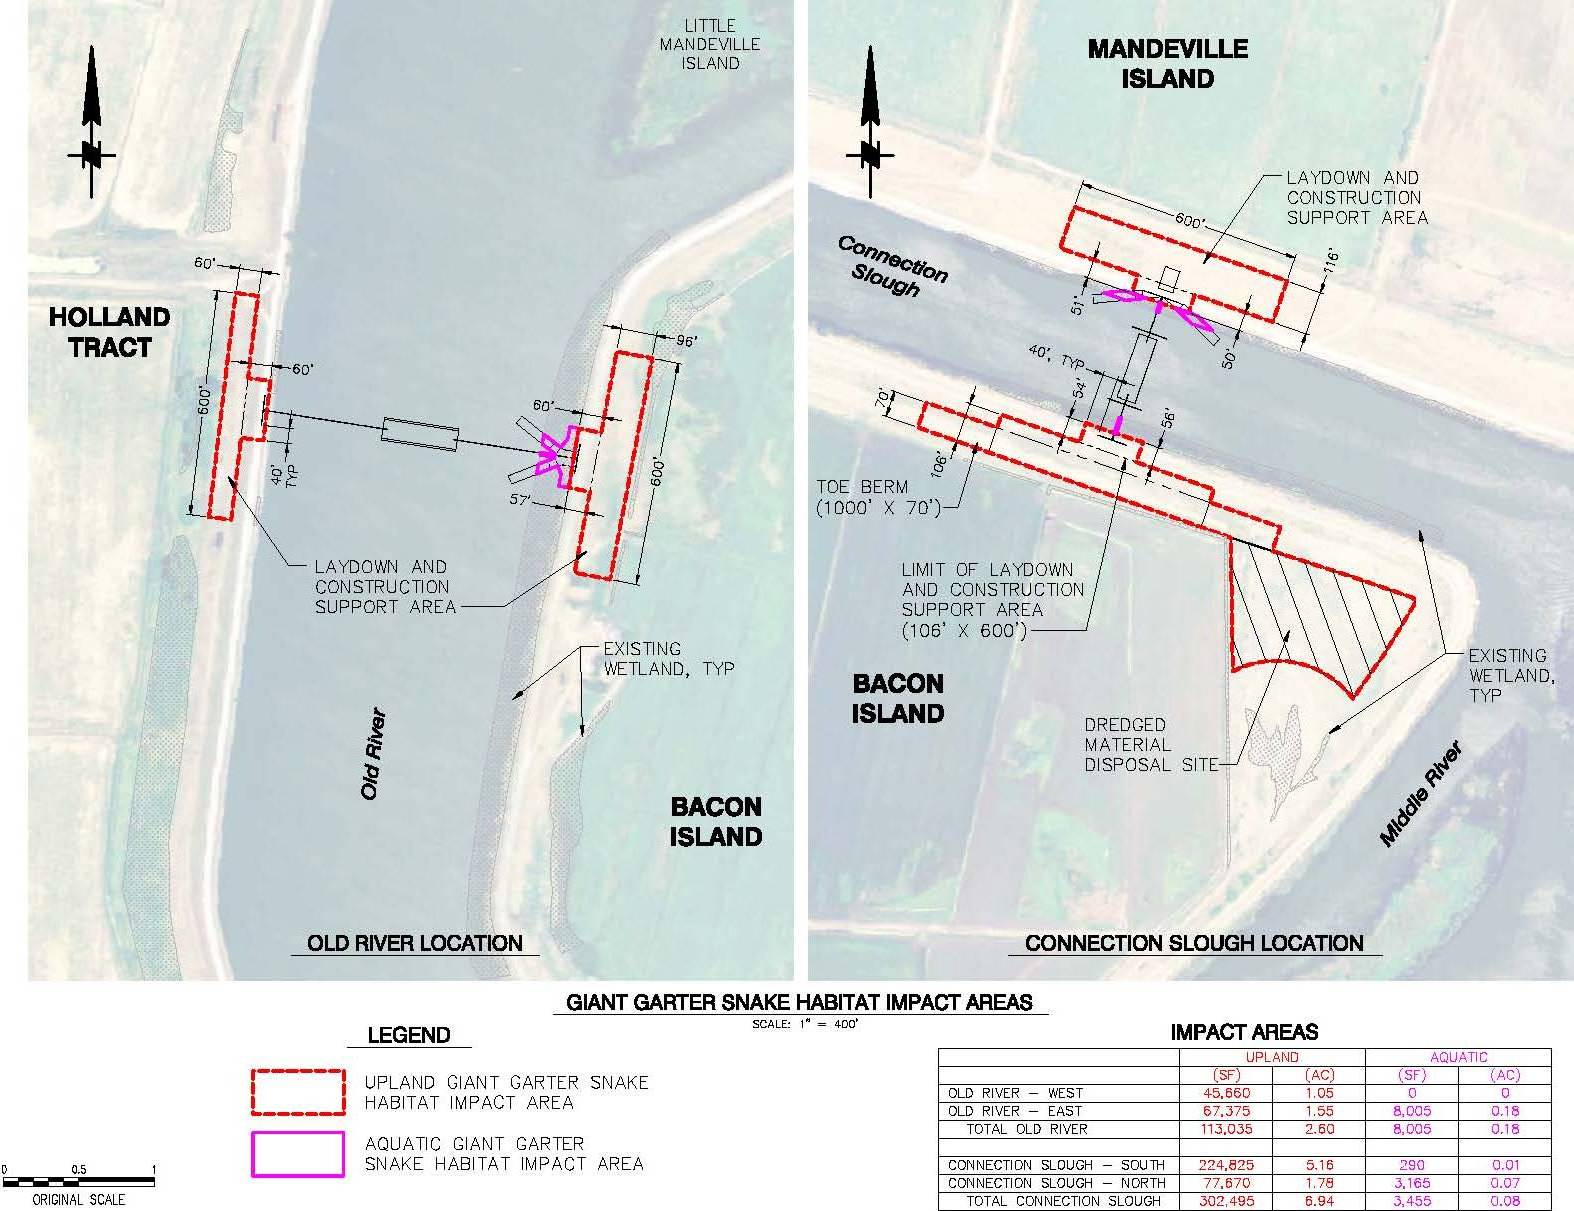 LITTLE
MANDEVILLE
ISLAND
HOLLAND
TRACT
60'
600'
60'
40'
TYP
60'
57'
96'
600'
LAYDOWN AND
CONSTRUCTION
SUPPORT AREA
EXISTING
WETLAND, TYP
Old River
BACON
ISLAND
OLD RIVER LOCATION
MANDEVILLE
ISLAND
LAYDOWN AND
CONSTRUCTION
SUPPORT AREA
600'
116'
Connection
Slough
51'
50'
40', TYP
54'
56'
70'
106'
TOE BERM
(1000' X 70')
LIMIT OF LAYDOWN
AND CONSTRUCTION
SUPPORT AREA
(106' X 600')
BACON
ISLAND
EXISTING
WETLAND,
TYP
DREDGED
MATERIAL
DISPOSAL SITE
Middle River
CONNECTION SLOUGH LOCATION
GIANT GARTER SNAKE HABITAT IMPACT AREAS
SCALE: 1" = 400'
LEGEND
UPLAND GIANT GARTER SNAKE
HABITAT IMPACT AREA
AQUATIC GIANT GARTER
SNAKE HABITAT IMPACT AREA
0 0.5 1
ORIGINAL SCALE
IMPACT AREAS
UPLAND AQUATIC
(SF) (AC) (SF) (AC)
OLD RIVER – WEST 45,660 1.05 0 0
OLD RIVER – EAST 67,375 1.55 8,005 0.18
TOTAL OLD RIVER 113,035 2.60 8,005 0.18
CONNECTION SLOUGH – SOUTH 224,825 5.16 290 0.01
CONNECTION SLOUGH – NORTH 77,670 1.78 3,165 0.07
TOTAL CONNECTION SLOUGH 302,495 6.94 3,455 0.08